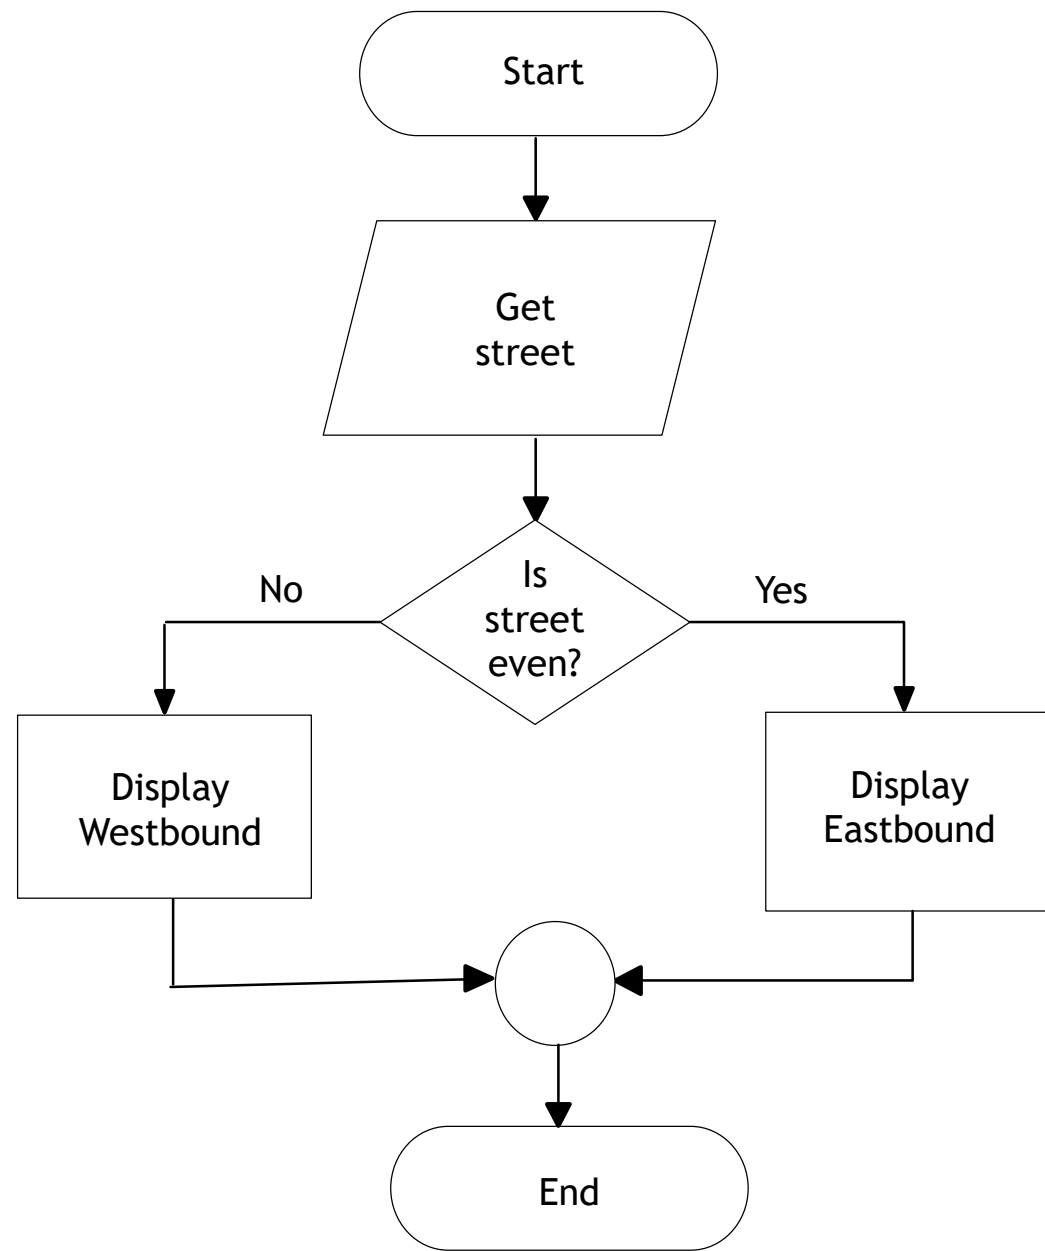 Start
Get
street
Is
street
even?
No
Yes
Display
Westbound
Display
Eastbound
End